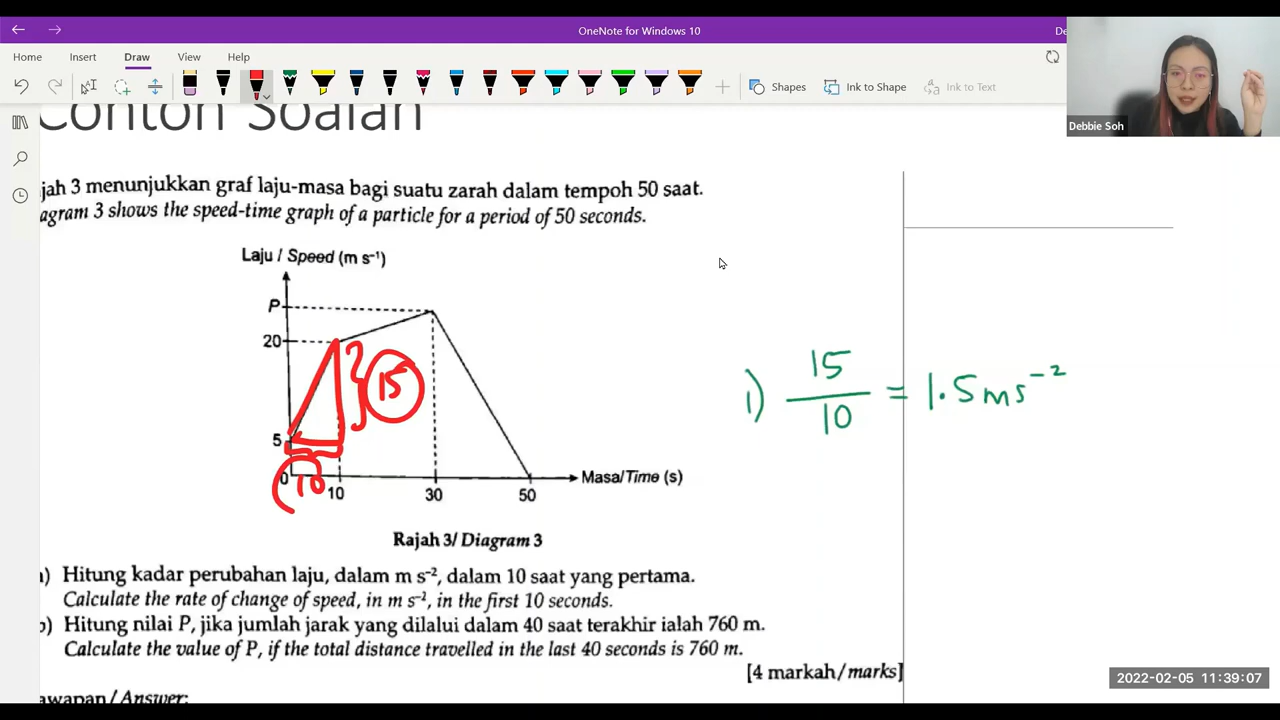 OneNote for Windows 10
De
Home Insert Draw View Help
Shapes Ink to Shape Ink to Text
Debbie Soh
Conton Soalan
jah 3 menunjukkan graf laju-masa bagi suatu zarah dalam tempoh 50 saat.
agram 3 shows the speed-time graph of a particle for a period of 50 seconds.
Laju / Speed (m s⁻¹)
P
20
15
5
0
10
10 30 50 Masa/Time (s)
i) 15/10 = 1.5 ms⁻²
Rajah 3/ Diagram 3
a) Hitung kadar perubahan laju, dalam m s⁻², dalam 10 saat yang pertama.
Calculate the rate of change of speed, in m s⁻², in the first 10 seconds.
b) Hitung nilai P, jika jumlah jarak yang dilalui dalam 40 saat terakhir ialah 760 m.
Calculate the value of P, if the total distance travelled in the last 40 seconds is 760 m.
[4 markah/marks]
awapan/Answer:
2022-02-05 11:39:07